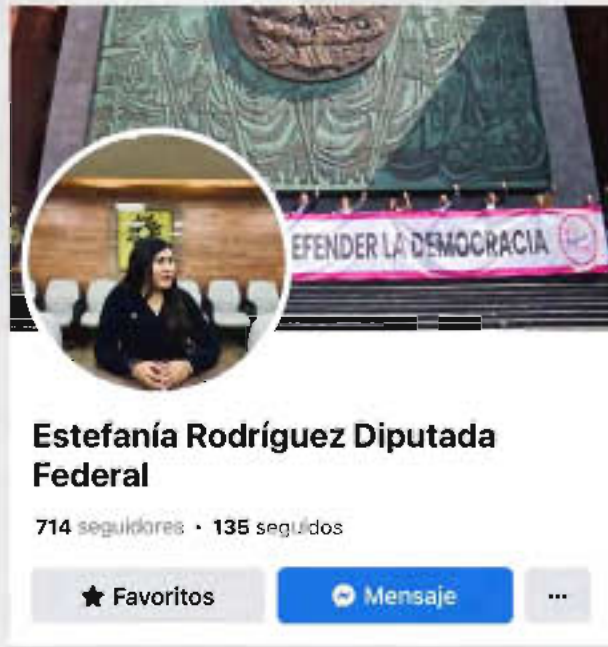 EFENDER LA DEMOCRACIA
Estefanía Rodríguez Diputada
Federal
714 seguidores • 135 seguidos
Favoritos
Mensaje
...